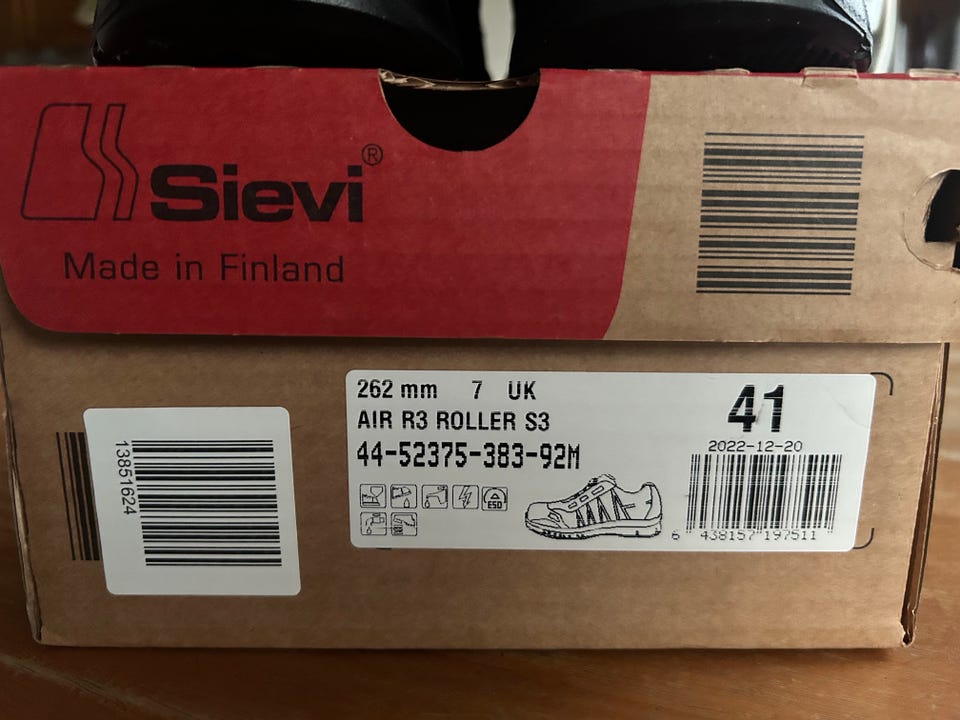 Sievi®
Made in Finland
262 mm 7 UK
AIR R3 ROLLER S3
44-52375-383-92M
ESD
41
2022-12-20
6 438157 197511
13851624